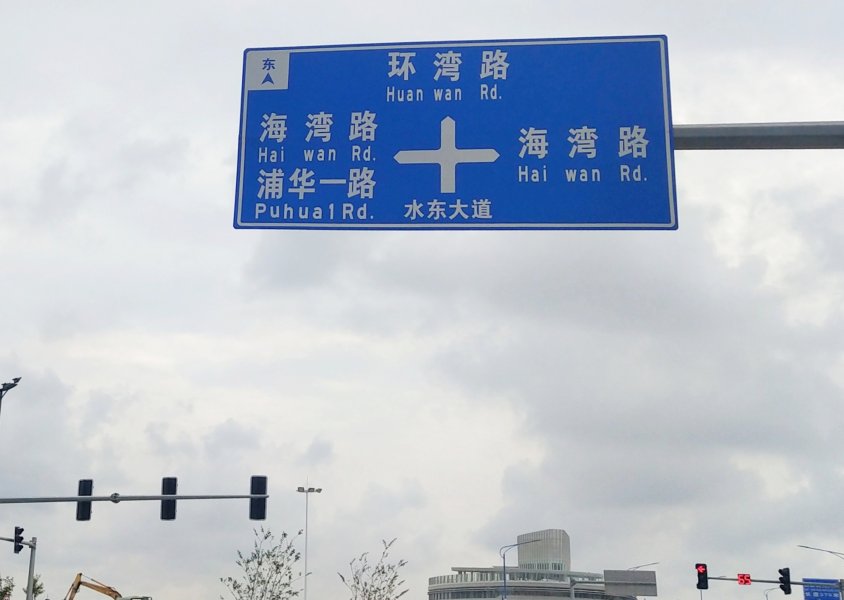 东
环湾路
Huan wan Rd.
海湾路
Hai wan Rd.
浦华一路
Puhua1Rd.
海湾路
Hai wan Rd.
水东大道
55